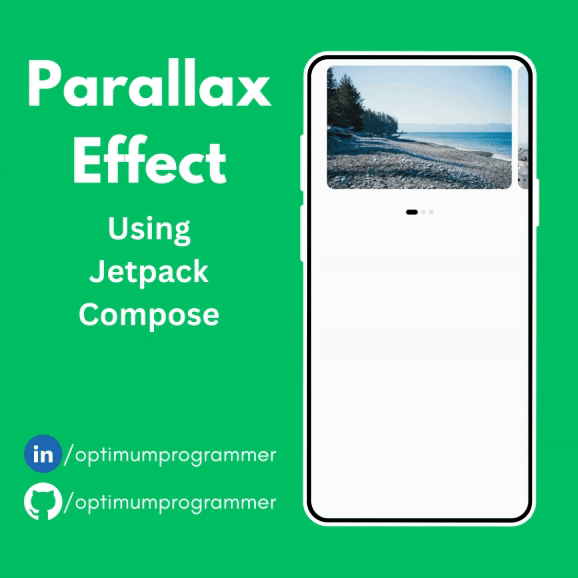 Parallax
Effect
Using
Jetpack
Compose
in
/optimumprogrammer
/optimumprogrammer